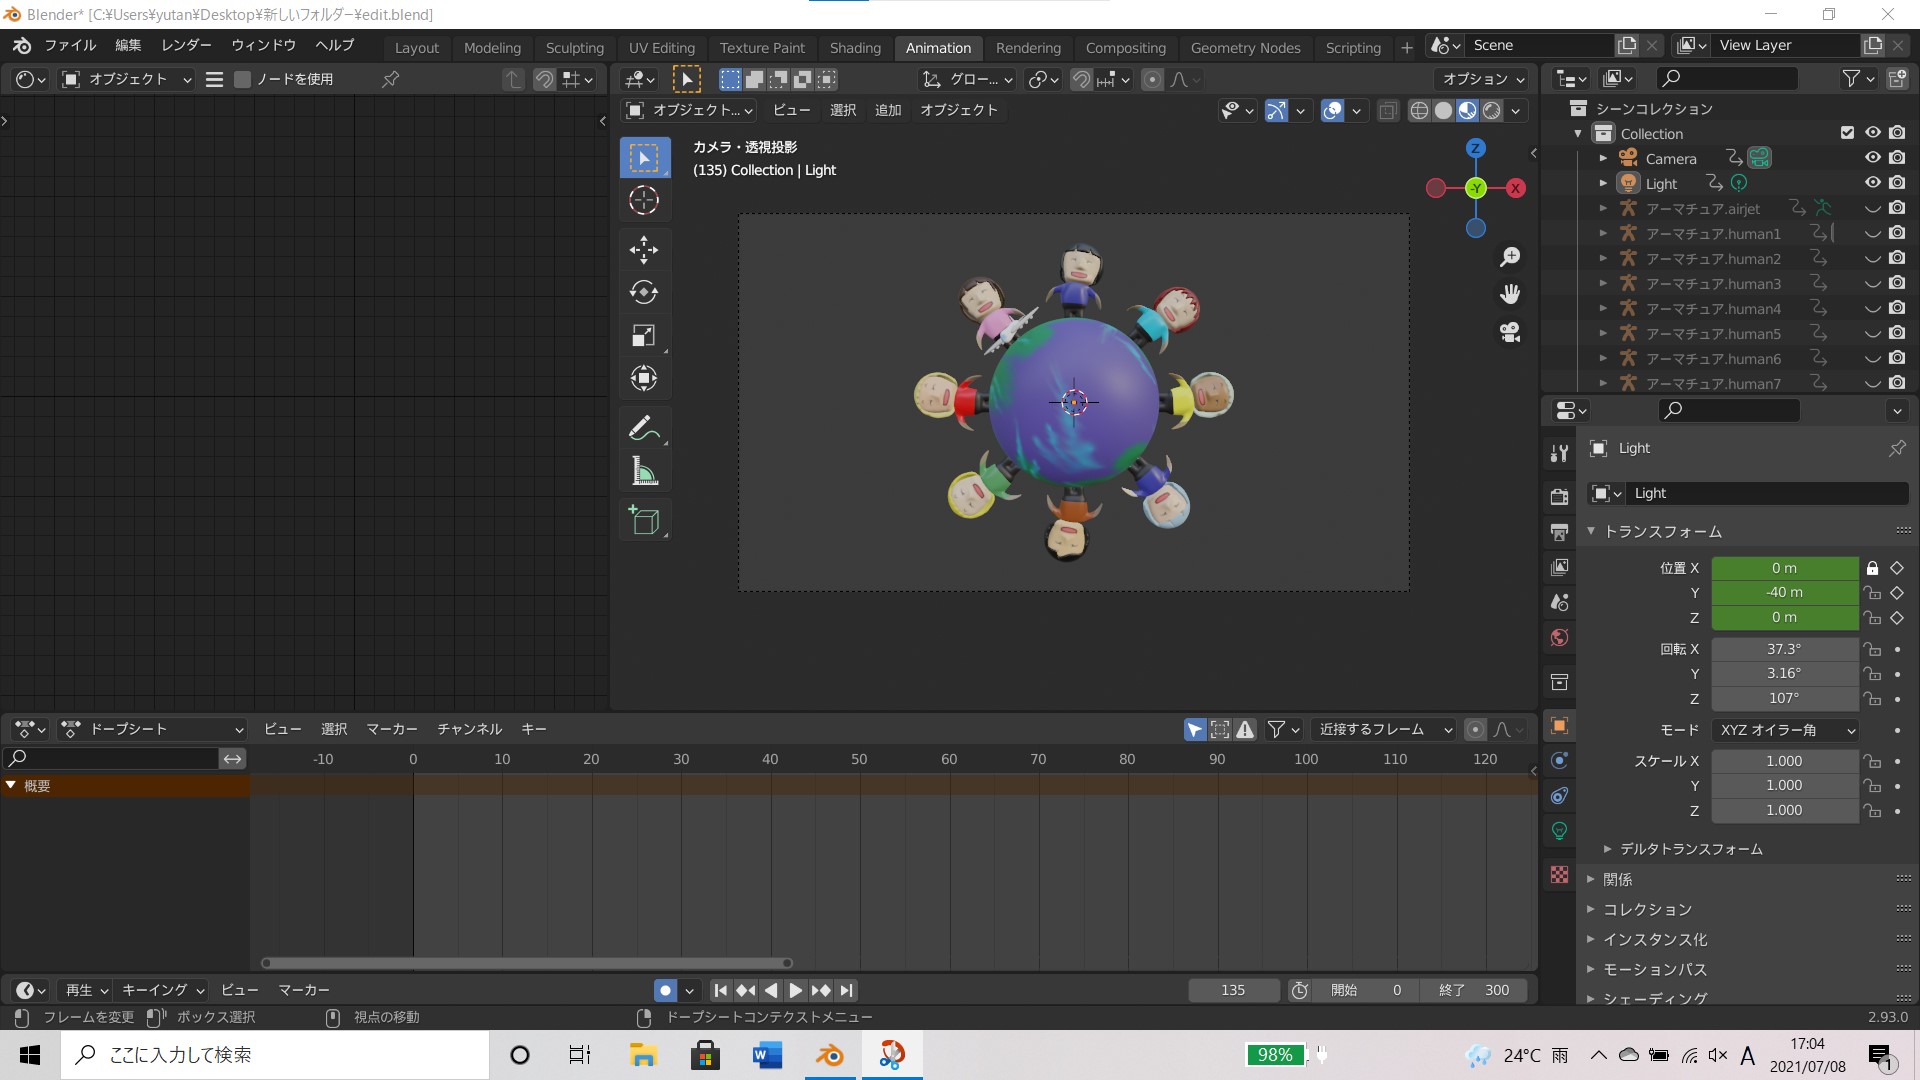 Blender* [C:¥Users¥yutan¥Desktop¥新しいフォルダー¥edit.blend]
ファイル 編集 レンダー ウィンドウ ヘルプ Layout Modeling Sculpting UV Editing Texture Paint Shading Animation Rendering Compositing Geometry Nodes Scripting + Scene View Layer
オブジェクト ノードを使用 グロー... オプション
オブジェクト... ビュー 選択 追加 オブジェクト
カメラ・透視投影
(135) Collection | Light
Z
-Y X
シーンコレクション
Collection
Camera
Light
アーマチュア.airjet
アーマチュア.human1
アーマチュア.human2
アーマチュア.human3
アーマチュア.human4
アーマチュア.human5
アーマチュア.human6
アーマチュア.human7
Light
Light
トランスフォーム
位置 X 0 m
Y -40 m
Z 0 m
回転 X 37.3°
Y 3.16°
Z 107°
モード XYZ オイラー角
スケール X 1.000
Y 1.000
Z 1.000
デルタトランスフォーム
関係
コレクション
インスタンス化
モーションパス
シェーディング
ドープシート ビュー 選択 マーカー チャンネル キー 近接するフレーム
-10 0 10 20 30 40 50 60 70 80 90 100 110 120
概要
再生 キーイング ビュー マーカー 135 開始 0 終了 300
フレームを変更 ボックス選択 視点の移動 ドープシートコンテクストメニュー 2.93.0
ここに入力して検索 W 98% 24°C 雨 A 17:04
2021/07/08 1